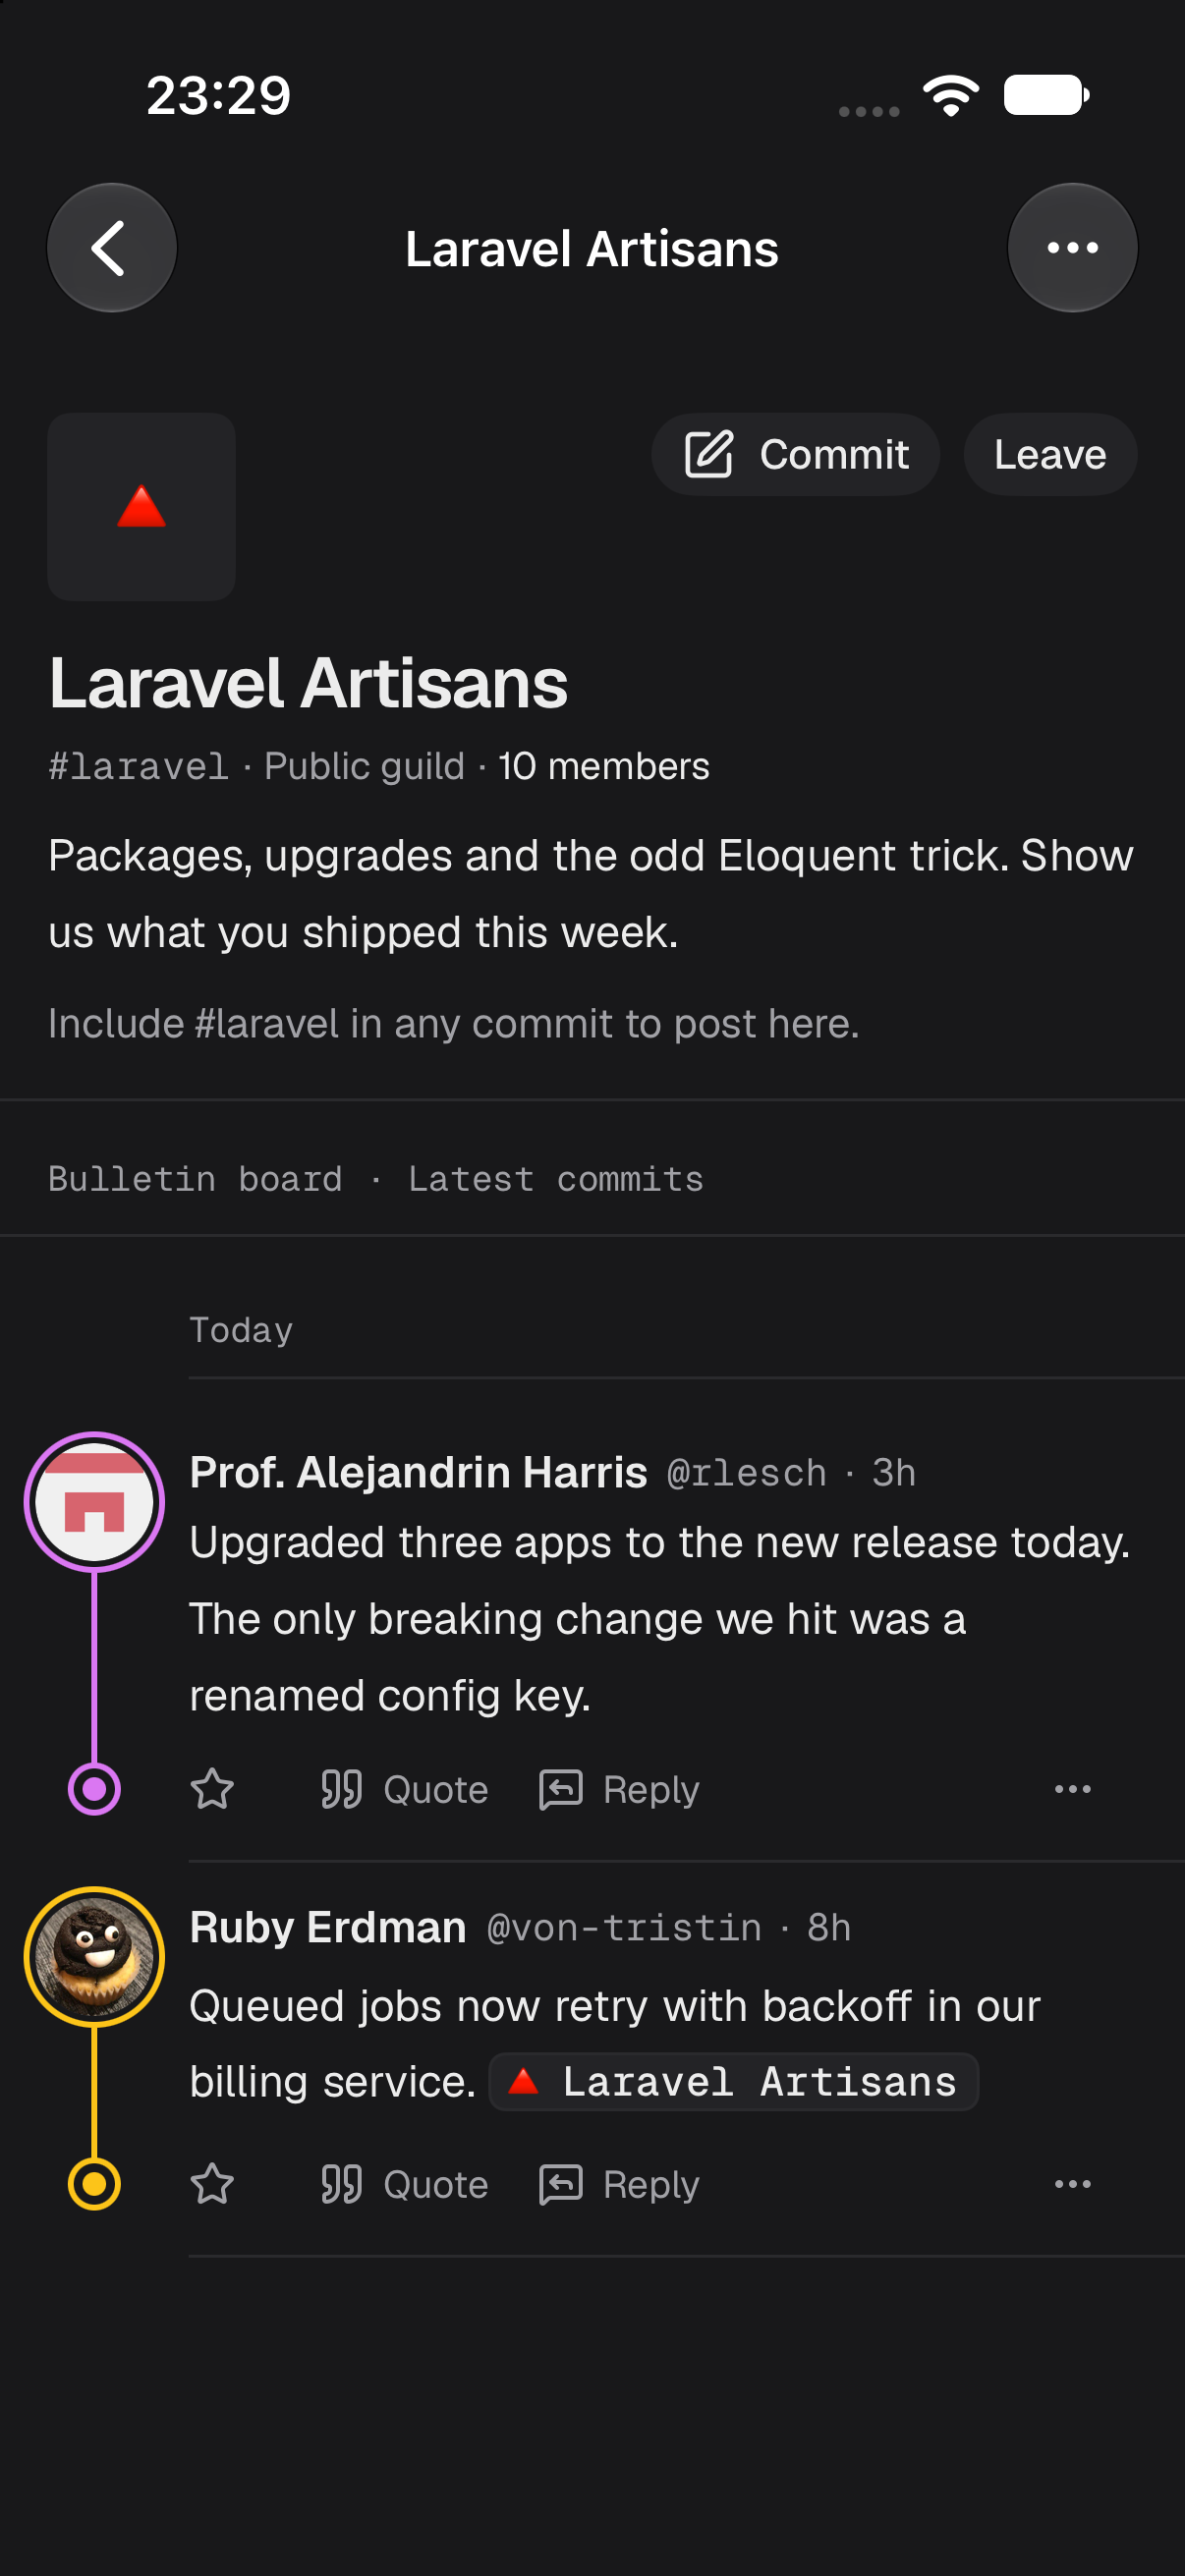 23:29
Laravel Artisans
Commit
Leave
Laravel Artisans
#laravel · Public guild · 10 members
Packages, upgrades and the odd Eloquent trick. Show
us what you shipped this week.
Include #laravel in any commit to post here.
Bulletin board · Latest commits
Today
Prof. Alejandrin Harris @rlesch · 3h
Upgraded three apps to the new release today.
The only breaking change we hit was a
renamed config key.
Quote Reply
Ruby Erdman @von-tristin · 8h
Queued jobs now retry with backoff in our
billing service. 🔺 Laravel Artisans
Quote Reply